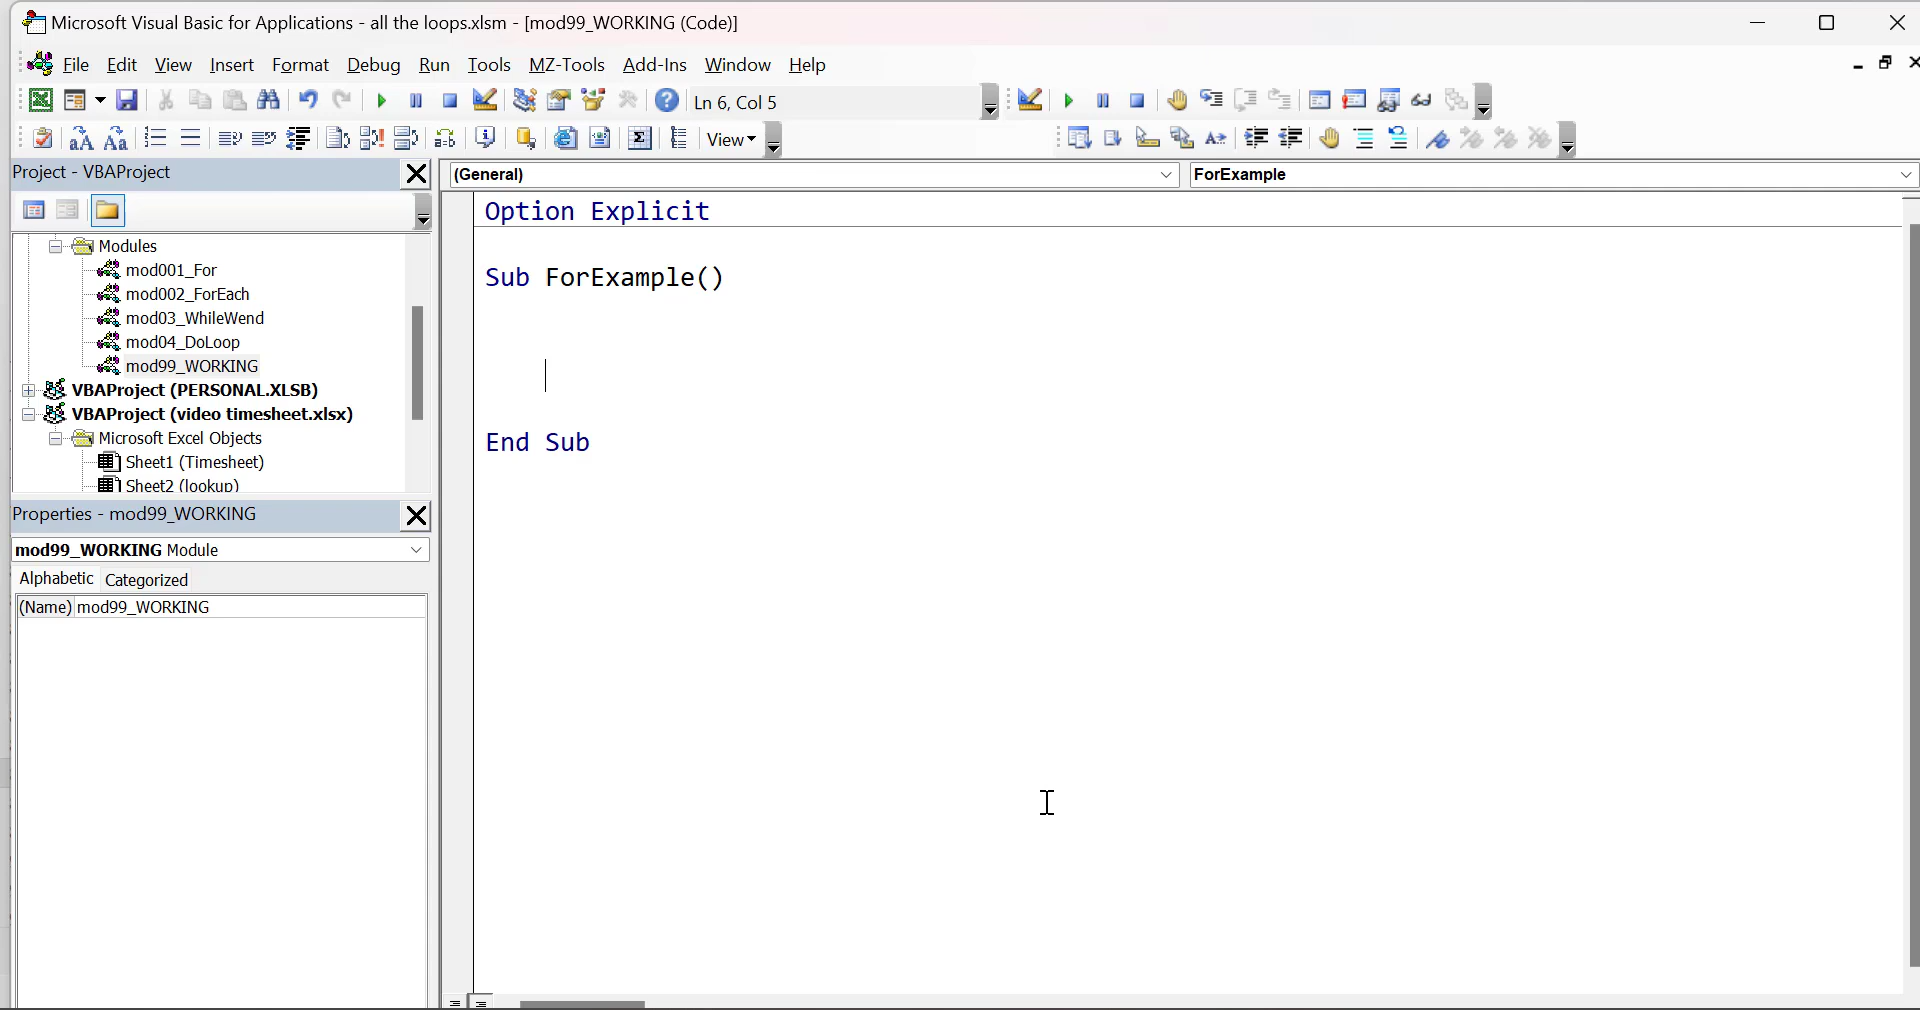 Microsoft Visual Basic for Applications - all the loops.xlsm - [mod99_WORKING (Code)]
File Edit View Insert Format Debug Run Tools MZ-Tools Add-Ins Window Help
Ln 6, Col 5
View
Project - VBAProject
(General)
ForExample
Modules
mod001_For
mod002_ForEach
mod03_WhileWend
mod04_DoLoop
mod99_WORKING
VBAProject (PERSONAL.XLSB)
VBAProject (video timesheet.xlsx)
Microsoft Excel Objects
Sheet1 (Timesheet)
Sheet2 (lookup)
Properties - mod99_WORKING
mod99_WORKING Module
Alphabetic Categorized
(Name) mod99_WORKING
Option Explicit
Sub ForExample()
End Sub